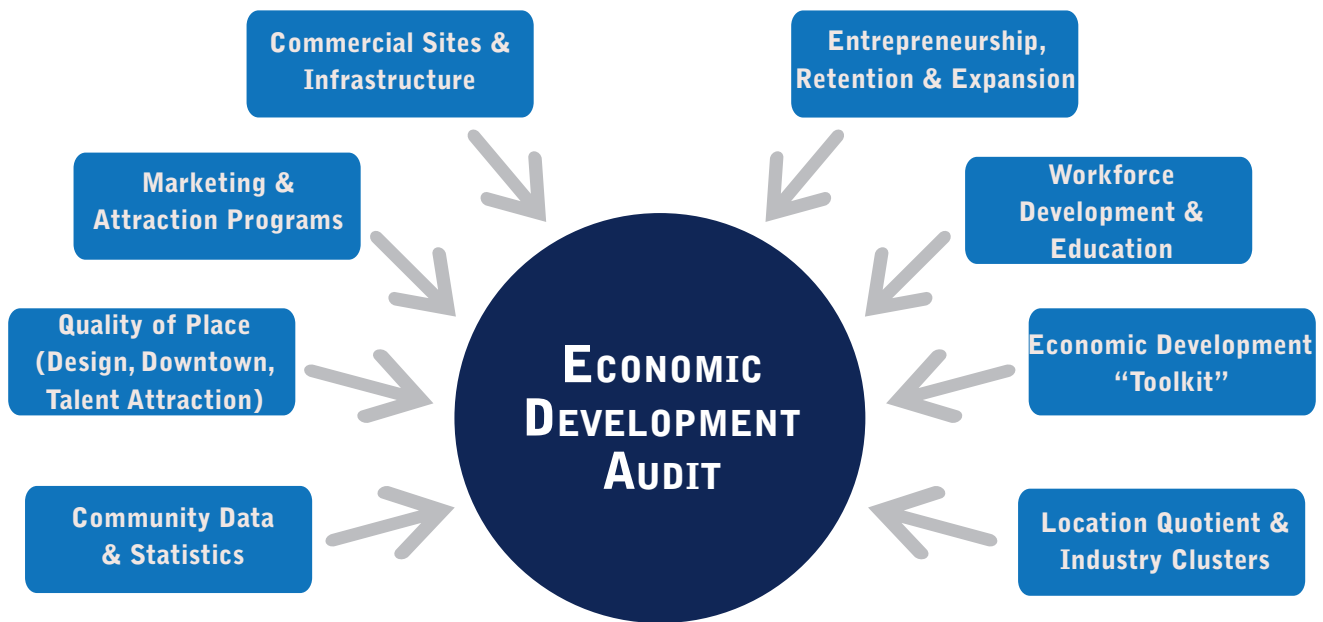 Commercial Sites &
Infrastructure
Entrepreneurship,
Retention & Expansion
Marketing &
Attraction Programs
Workforce
Development &
Education
Quality of Place
(Design, Downtown,
Talent Attraction)
Economic Development
“Toolkit”
Economic
Development
Audit
Community Data
& Statistics
Location Quotient &
Industry Clusters